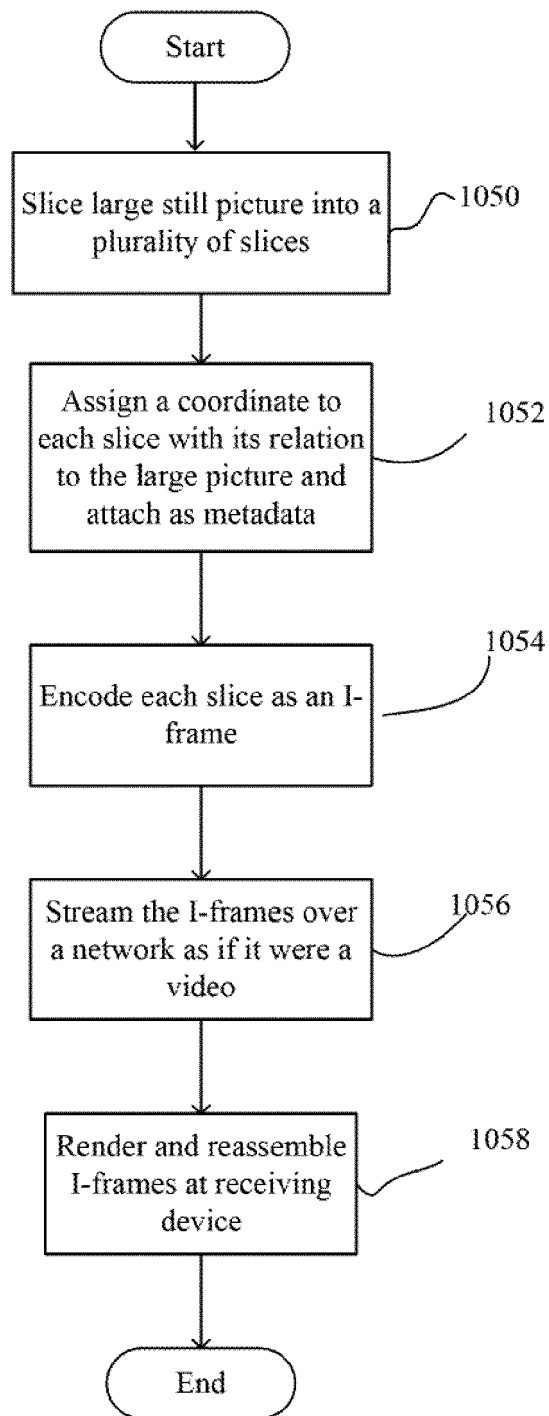 Start
Slice large still picture into a
plurality of slices
1050
Assign a coordinate to
each slice with its relation
to the large picture and
attach as metadata
1052
Encode each slice as an I-
frame
1054
Stream the I-frames over
a network as if it were a
video
1056
Render and reassemble
I-frames at receiving
device
1058
End